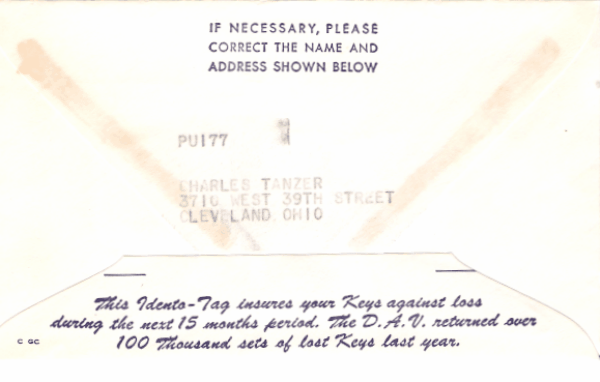 IF NECESSARY, PLEASE
CORRECT THE NAME AND
ADDRESS SHOWN BELOW
PU177
CHARLES TANZER
3710 WEST 39TH STREET
CLEVELAND OHIO
This Idento-Tag insures your Keys against loss
during the next 15 months period. The D.A.V. returned over
100 Thousand sets of lost Keys last year.
C GC